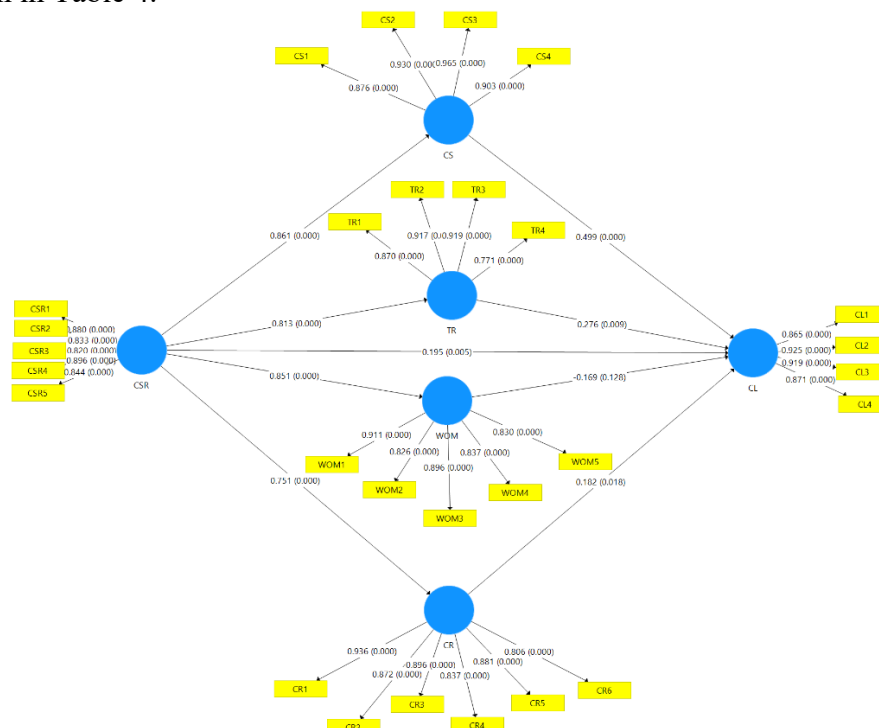 n in Table 4.
CS2 CS3
CS1 CS4
0.930 (0.000) 0.965 (0.000)
0.876 (0.000) 0.903 (0.000)
CS
TR2 TR3
TR1 TR4
0.861 (0.000) 0.499 (0.000)
0.917 0.919 (0.000)
0.870 (0.000) 0.771 (0.000)
CSR1
CSR2
CSR3
CSR4
CSR5
0.880 (0.000)
0.833 (0.000)
0.820 (0.000)
0.896 (0.000)
0.844 (0.000)
CSR
0.813 (0.000) TR 0.276 (0.009)
0.195 (0.005)
0.851 (0.000) -0.169 (0.128)
CL
0.865 (0.000)
0.925 (0.000)
0.919 (0.000)
0.871 (0.000)
CL1
CL2
CL3
CL4
WOM
0.911 (0.000) 0.830 (0.000)
0.826 (0.000) 0.837 (0.000)
0.896 (0.000)
WOM1 WOM5
WOM2 WOM4
WOM3
0.751 (0.000) 0.182 (0.018)
CR
0.936 (0.000) 0.806 (0.000)
0.872 (0.000) 0.896 (0.000) 0.837 (0.000) 0.881 (0.000)
CR1 CR6
CR3 CR5
CR2 CR4